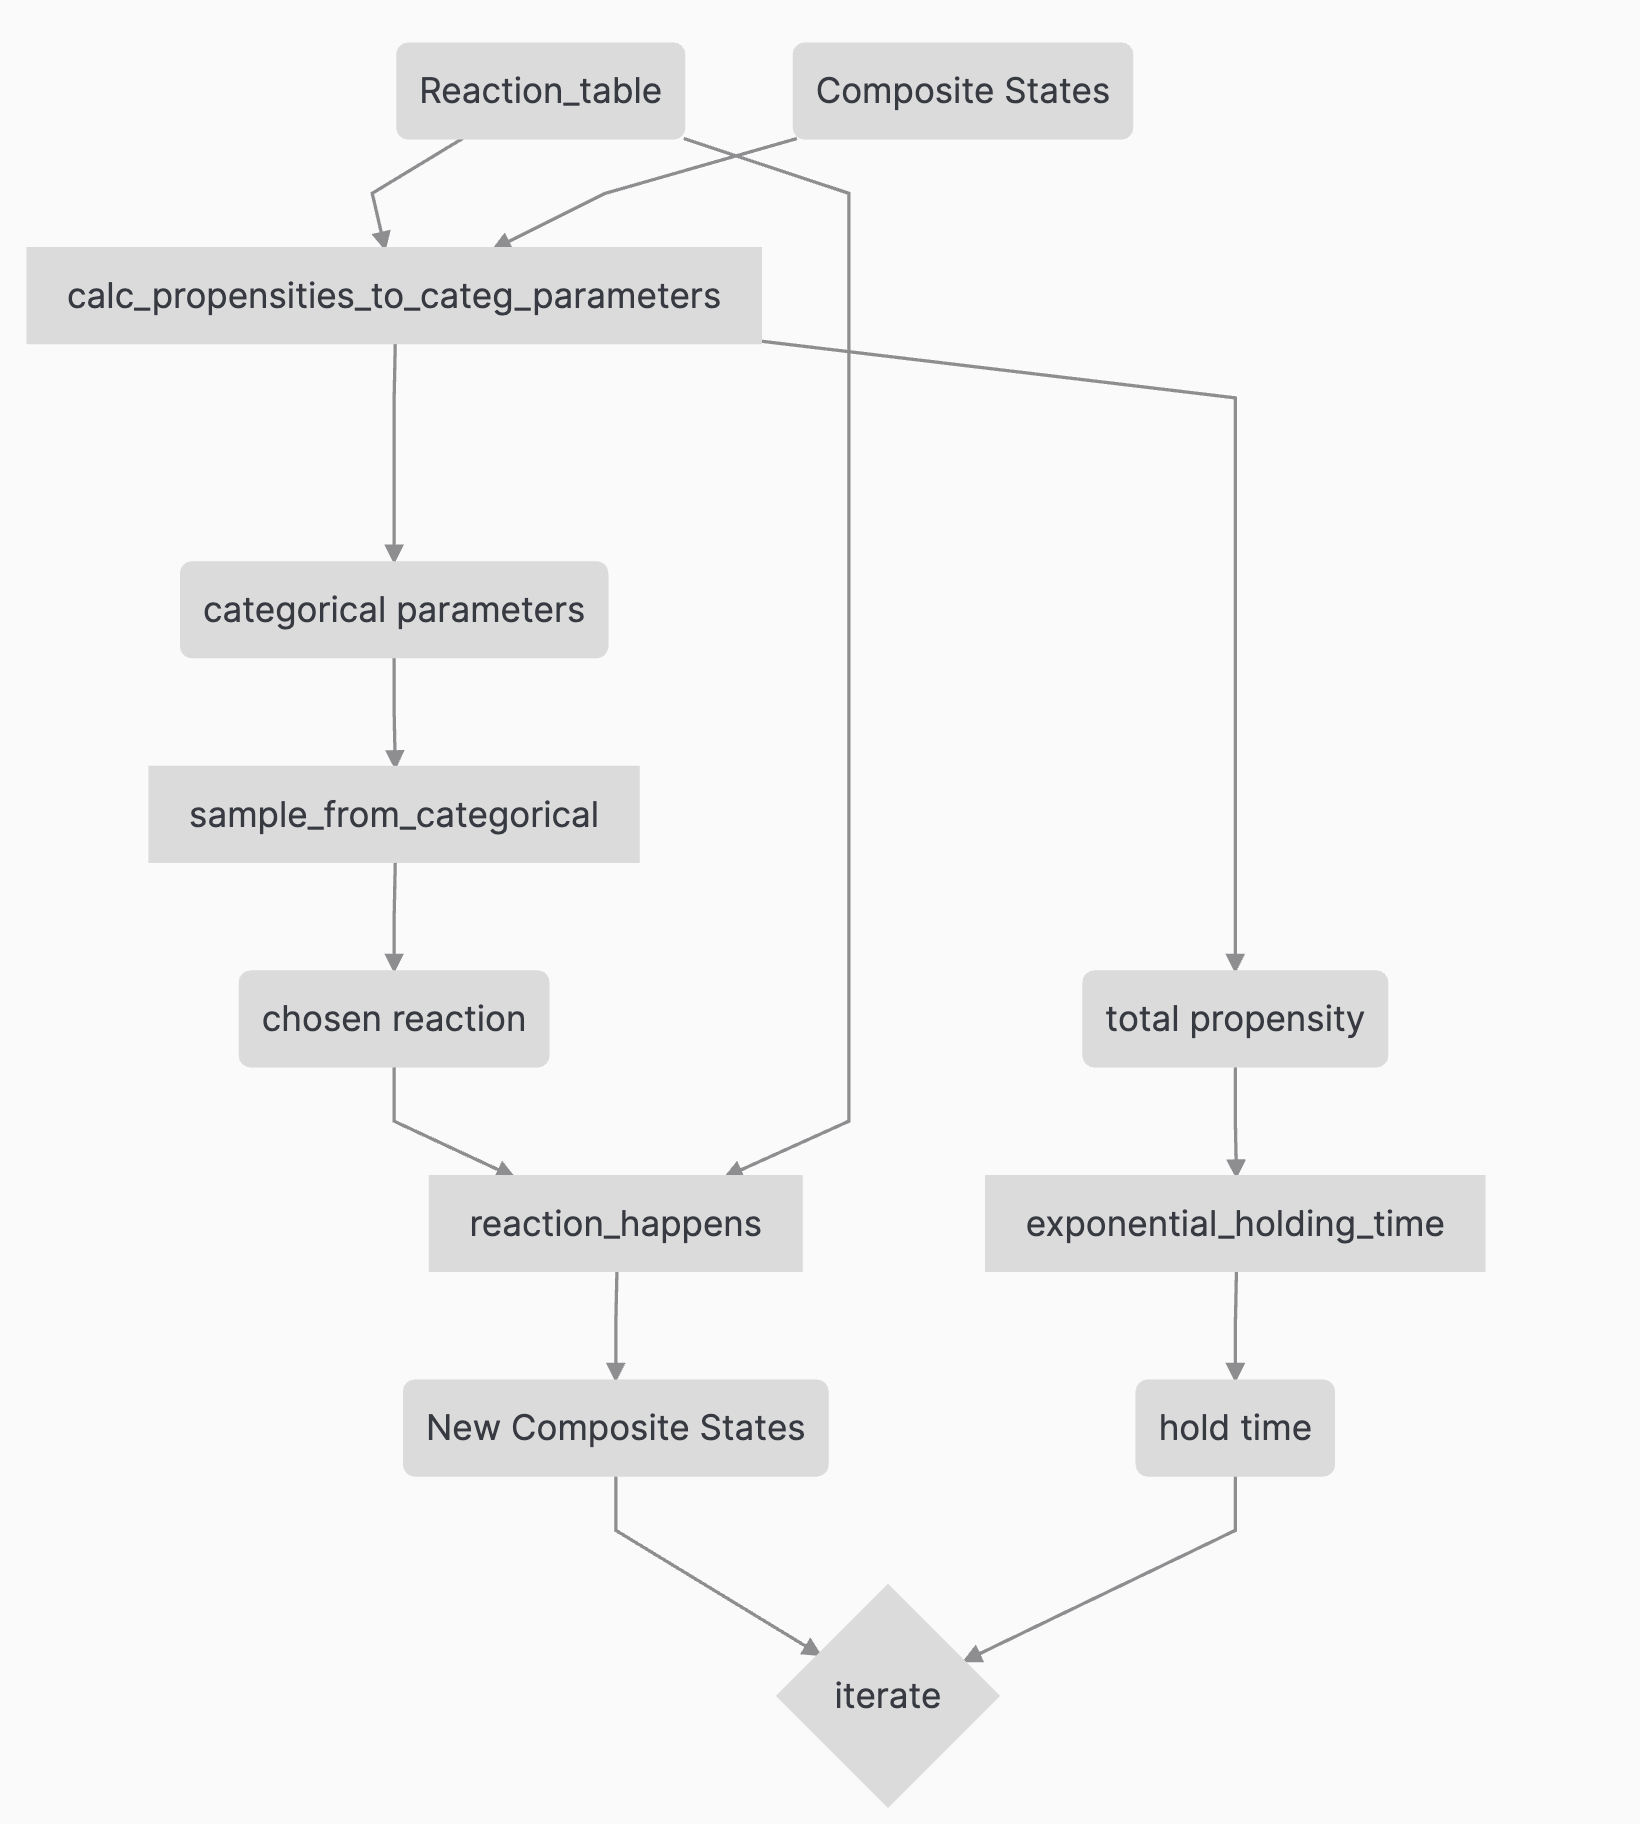 Reaction_table
Composite States
calc_propensities_to_categ_parameters
categorical parameters
sample_from_categorical
chosen reaction
total propensity
reaction_happens
exponential_holding_time
New Composite States
hold time
iterate